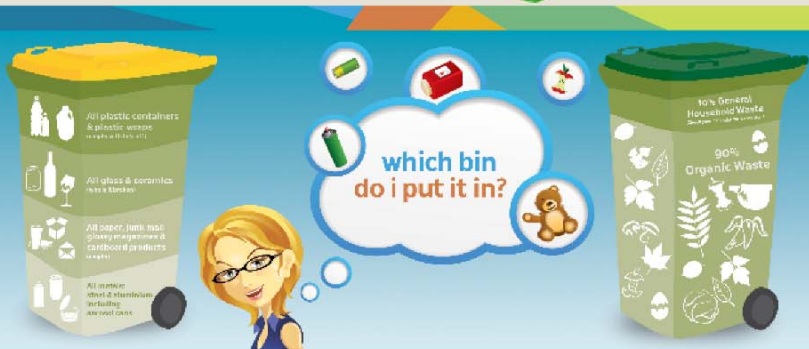 All plastic containers
& plastic wraps
All glass & ceramics
All paper, junk mail
glossy magazines &
cardboard products
All metals:
steel & aluminium
including
aerosol cans
which bin
do i put it in?
10% General
Household Waste
90%
Organic Waste